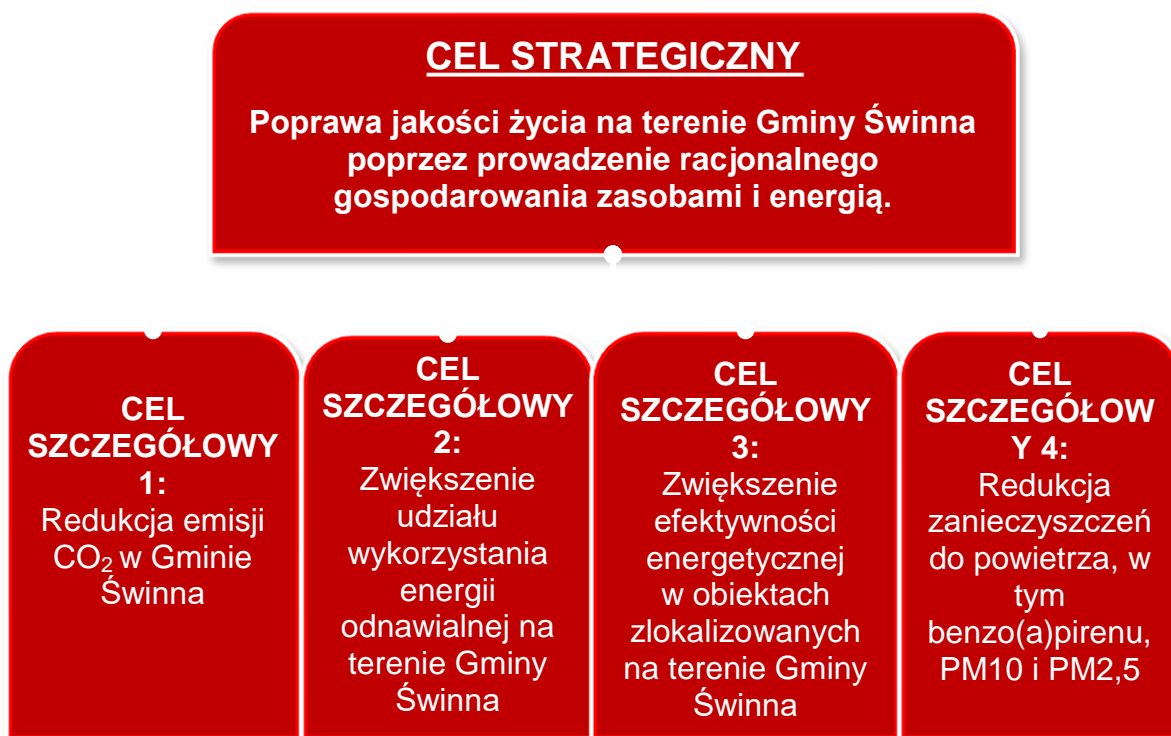 CEL STRATEGICZNY
Poprawa jakości życia na terenie Gminy Świnna
poprzez prowadzenie racjonalnego
gospodarowania zasobami i energią.
CEL
SZCZEGÓŁOWY
1:
Redukcja emisji
CO₂ w Gminie
Świnna
CEL
SZCZEGÓŁOWY
2:
Zwiększenie
udziału
wykorzystania
energii
odnawialnej na
terenie Gminy
Świnna
CEL
SZCZEGÓŁOWY
3:
Zwiększenie
efektywności
energetycznej
w obiektach
zlokalizowanych
na terenie Gminy
Świnna
CEL
SZCZEGÓŁOW
Y 4:
Redukcja
zanieczyszczeń
do powietrza, w
tym
benzo(a)pirenu,
PM10 i PM2,5